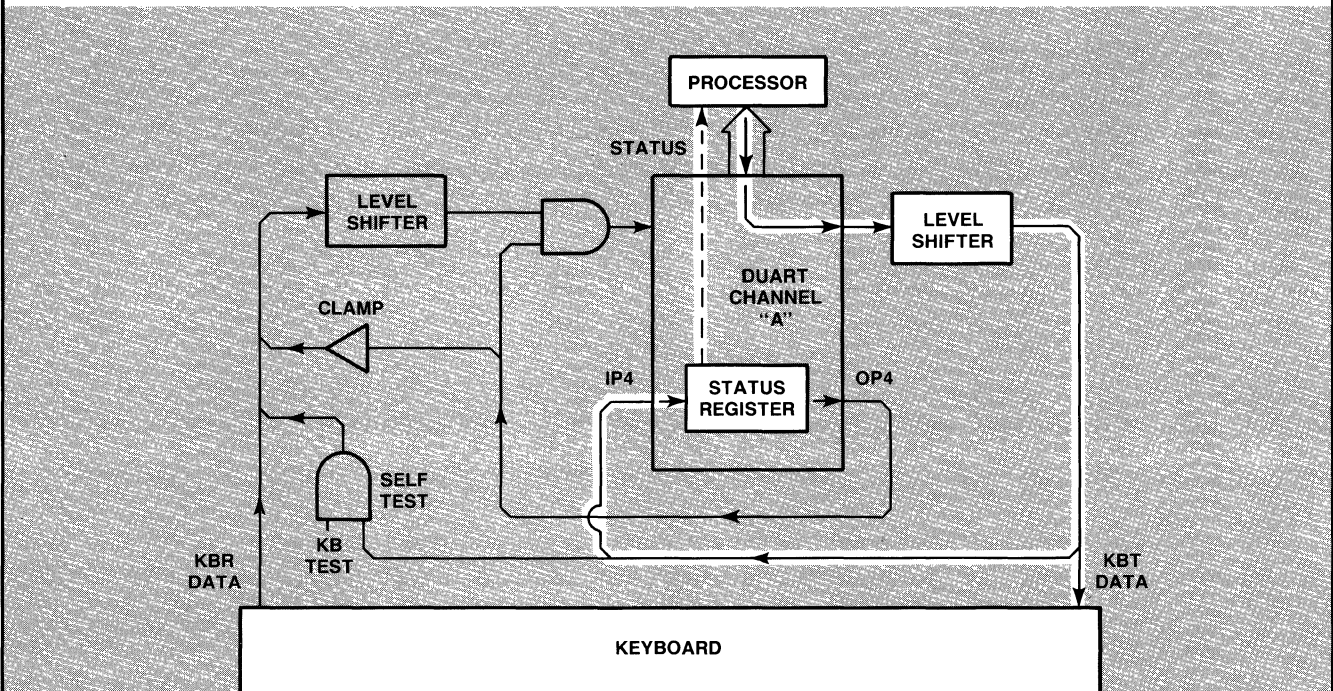 PROCESSOR
STATUS
LEVEL
SHIFTER
LEVEL
SHIFTER
DUART
CHANNEL
“A”
CLAMP
IP4
STATUS
REGISTER
OP4
SELF
TEST
KB
TEST
KBR
DATA
KBT
DATA
KEYBOARD